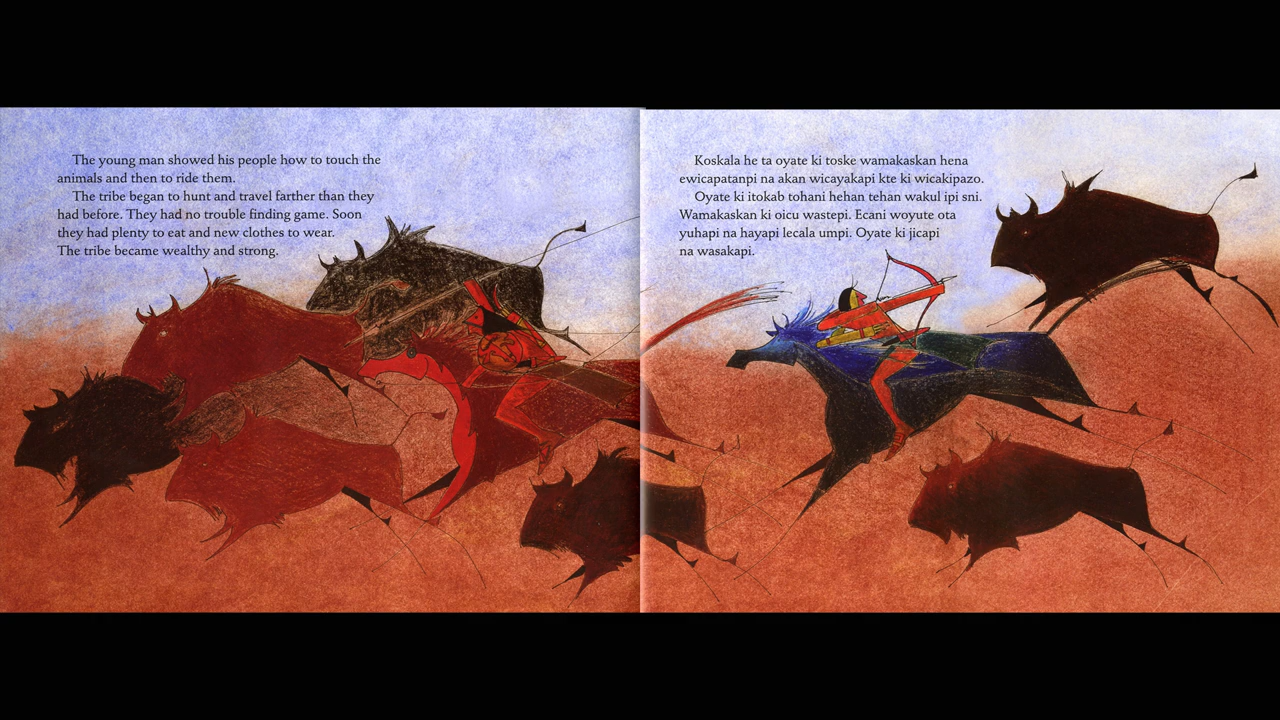 The young man showed his people how to touch the
animals and then to ride them.
The tribe began to hunt and travel farther than they
had before. They had no trouble finding game. Soon
they had plenty to eat and new clothes to wear.
The tribe became wealthy and strong.
Koskala he ta oyate ki toske wamakaskan hena
ewicapatanpi na akan wicayakapi kte ki wicakipazo.
Oyate ki itokab tohani hehan tehan wakul ipi sni.
Wamakaskan ki oicu wastepi. Ecani woyute ota
yuhapi na hayapi lecala umpi. Oyate ki jicapi
na wasakapi.